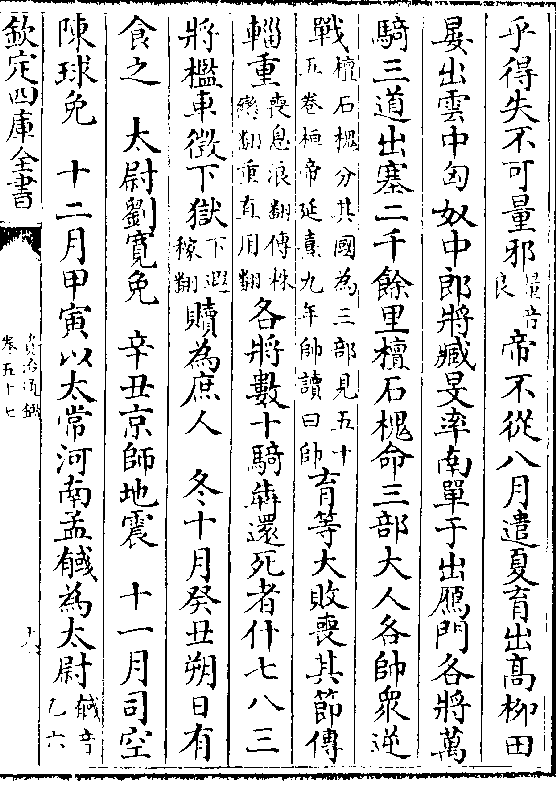 乎得失不可量邪量音良帝不從八月遣夏育出髙柳田
晏出雲中匈奴中郎將臧旻率南單于出鴈門各將萬
騎三道出塞二千餘里檀石槐命三部大人各帥衆逆
戰檀石槐分其國為三部見五十五卷桓帝延熹九年帥讀曰帥育等大敗喪其節傳
輜重喪息浪翻傳株戀翻重直用翻各將數十騎犇還死者什七八三
將檻車徵下獄下遐稼翻贖為庶人 冬十月癸丑朔日有
食之 太尉劉寛免 辛丑京師地震 十一月司空
陳球免 十二月甲寅以太常河南孟戫為太尉戫音乙六
欽定四庫全書 資治通鑑 卷五十七